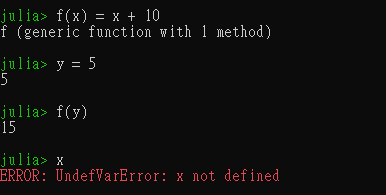 julia> f(x) = x + 10
f (generic function with 1 method)
julia> y = 5
5
julia> f(y)
15
julia> x
ERROR: UndefVarError: x not defined